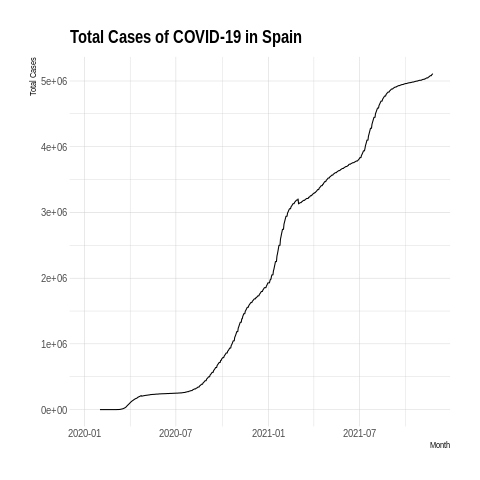 Total Cases of COVID-19 in Spain
Total Cases
5e+06
4e+06
3e+06
2e+06
1e+06
0e+00
2020-01 2020-07 2021-01 2021-07
Month